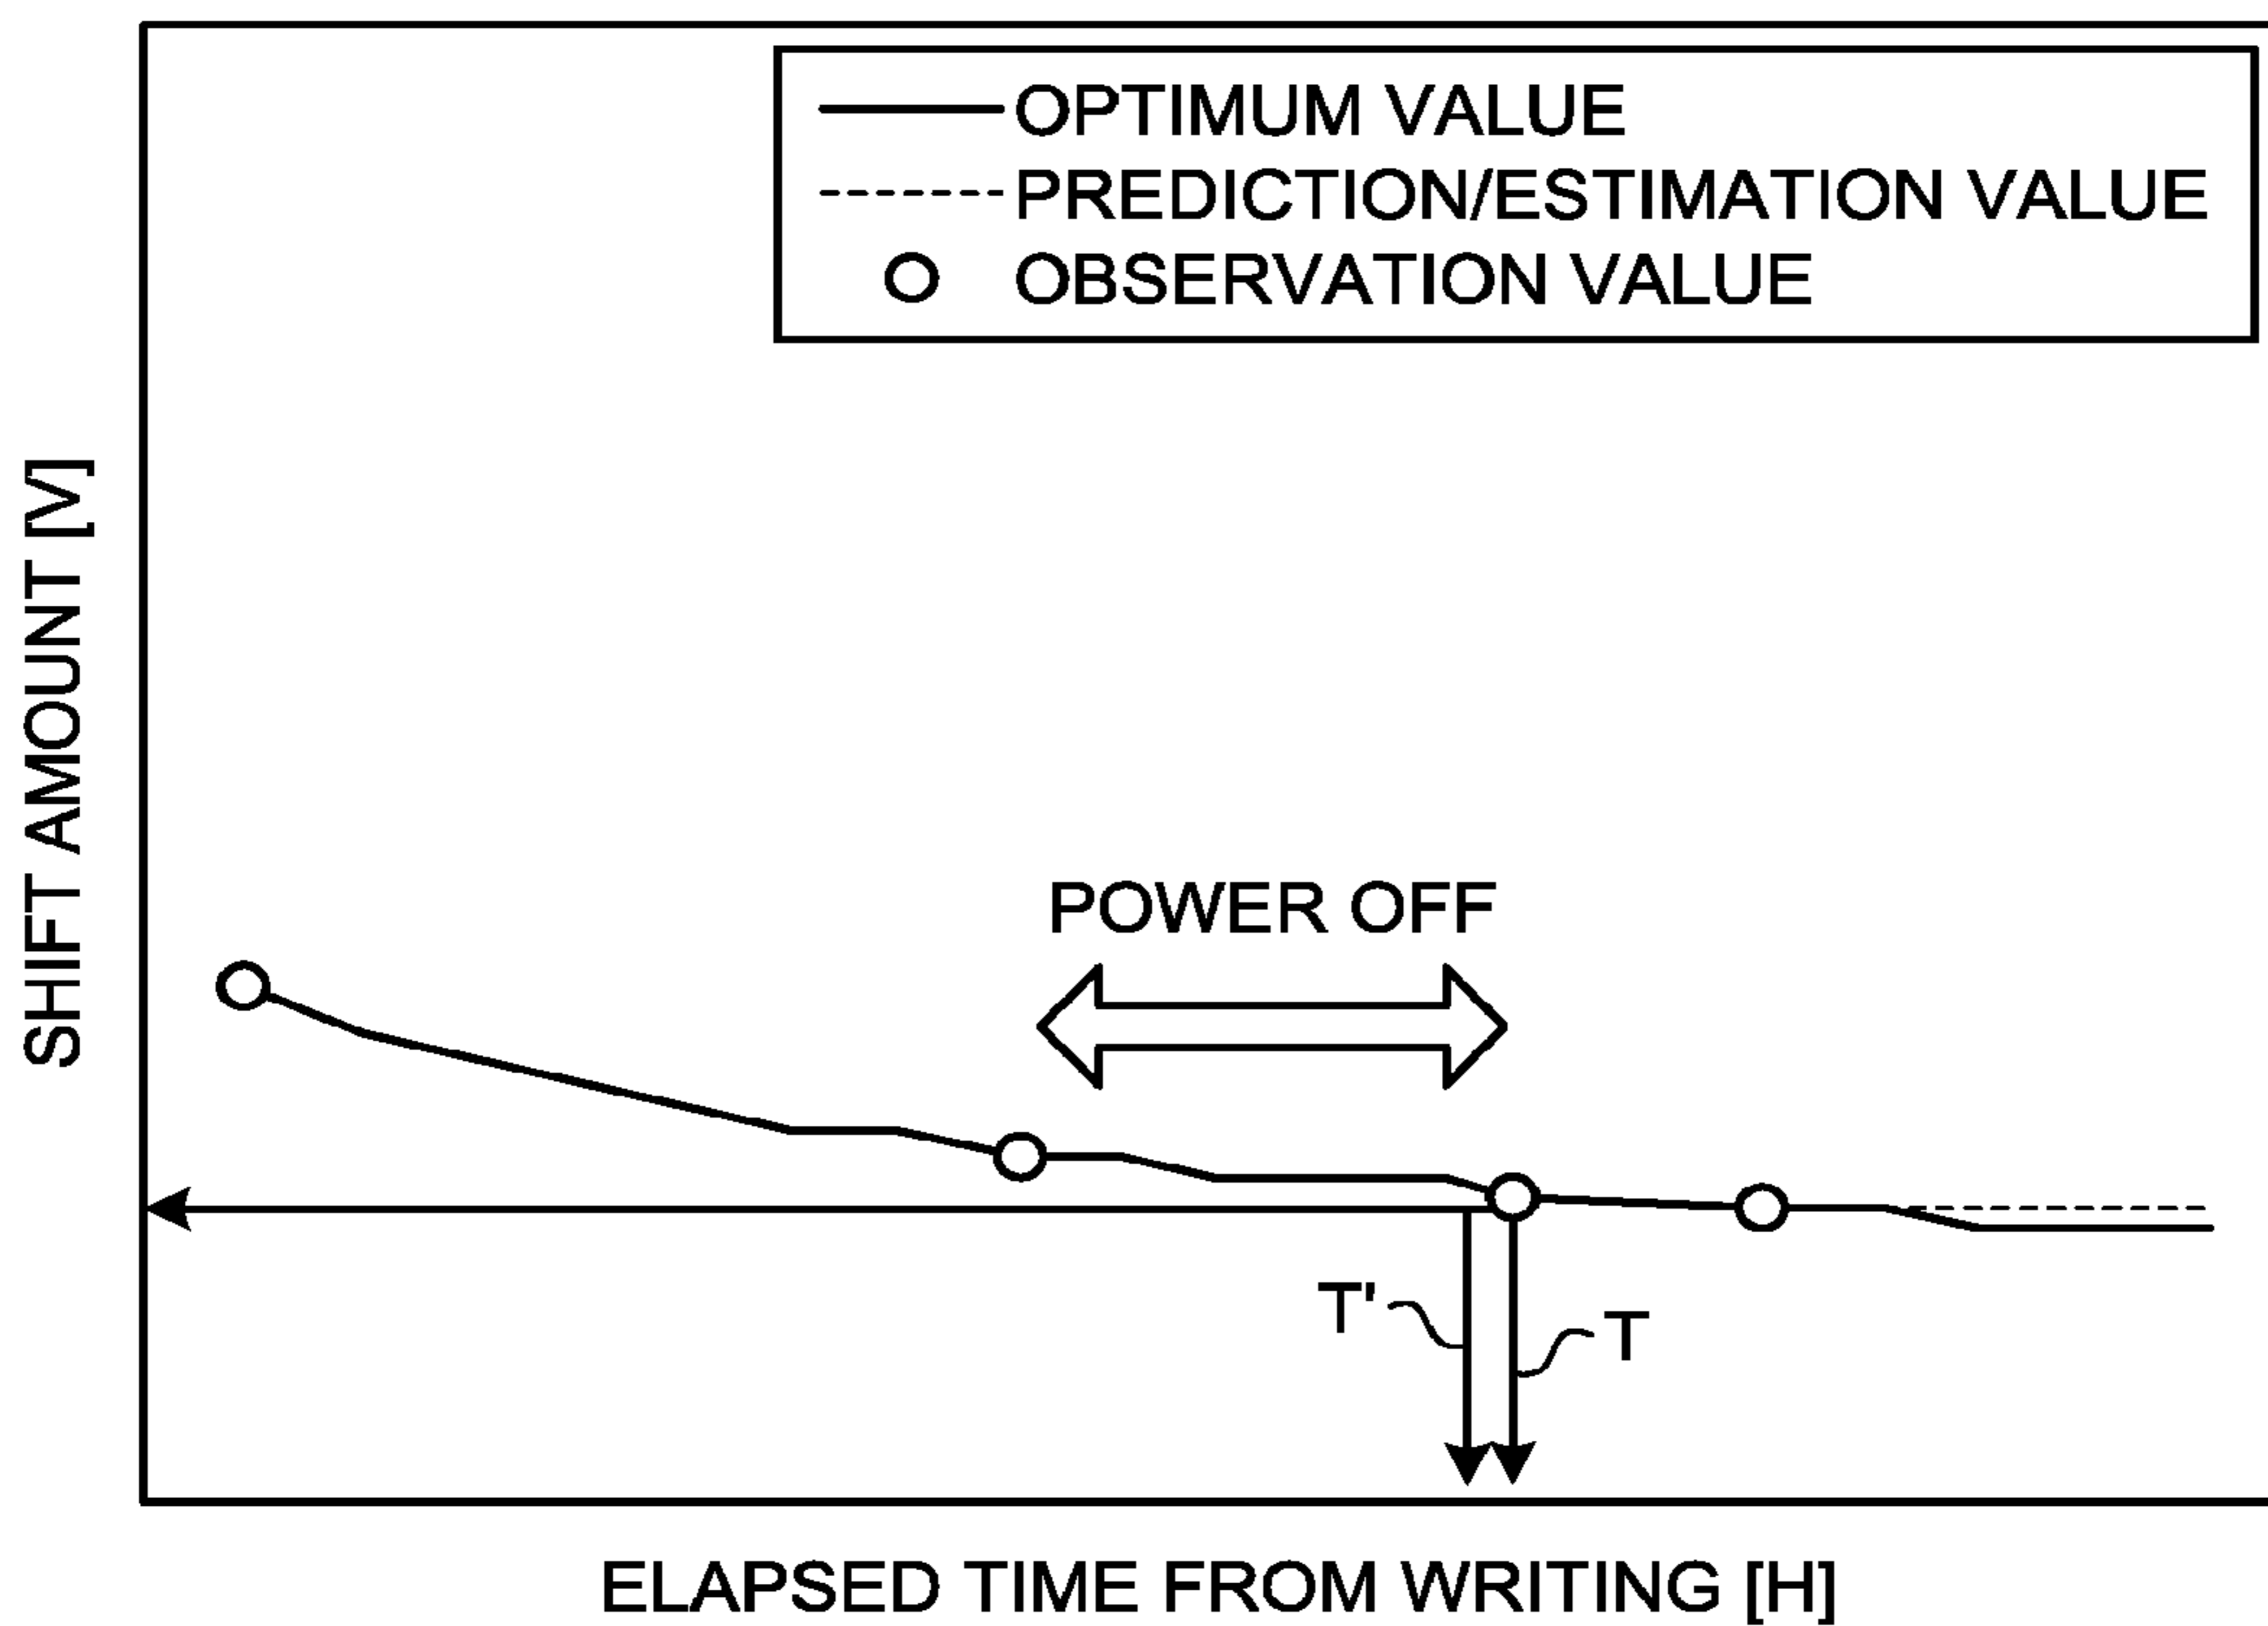 OPTIMUM VALUE
PREDICTION/ESTIMATION VALUE
OBSERVATION VALUE
SHIFT AMOUNT [V]
POWER OFF
T'
T
ELAPSED TIME FROM WRITING [H]